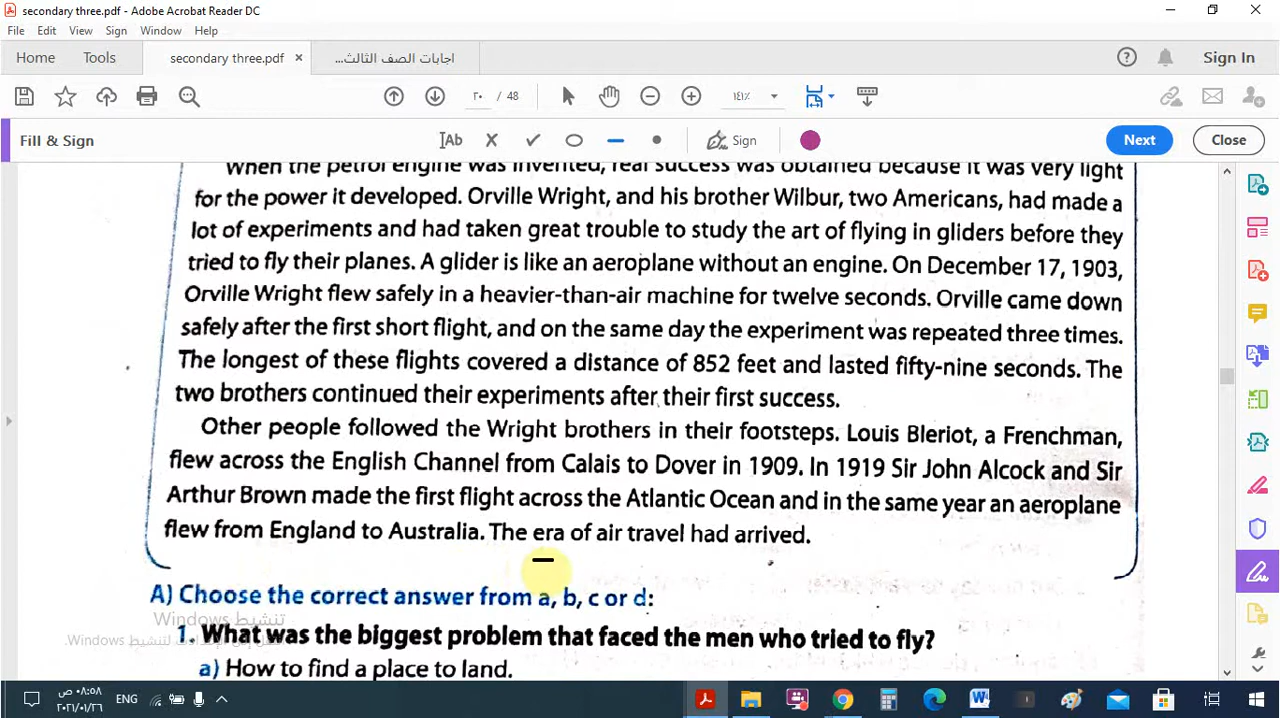 secondary three.pdf - Adobe Acrobat Reader DC
File Edit View Sign Window Help
Home Tools secondary three.pdf × اجابات الصف الثالث... Sign In
٢٠ / 48 ١٤١٪
Fill & Sign Ab Sign Next Close
When the petrol engine was invented, real success was obtained because it was very light
for the power it developed. Orville Wright, and his brother Wilbur, two Americans, had made a
lot of experiments and had taken great trouble to study the art of flying in gliders before they
tried to fly their planes. A glider is like an aeroplane without an engine. On December 17, 1903,
Orville Wright flew safely in a heavier-than-air machine for twelve seconds. Orville came down
safely after the first short flight, and on the same day the experiment was repeated three times.
The longest of these flights covered a distance of 852 feet and lasted fifty-nine seconds. The
two brothers continued their experiments after their first success.
Other people followed the Wright brothers in their footsteps. Louis Bleriot, a Frenchman,
flew across the English Channel from Calais to Dover in 1909. In 1919 Sir John Alcock and Sir
Arthur Brown made the first flight across the Atlantic Ocean and in the same year an aeroplane
flew from England to Australia. The era of air travel had arrived.
A) Choose the correct answer from a, b, c or d:
تنشيط Windows
1. What was the biggest problem that faced the men who tried to fly?
لتنشيط Windows.
a) How to find a place to land.
ENG ٠٨:٥٨ ص
٢٠٢١/٠١/٢٦